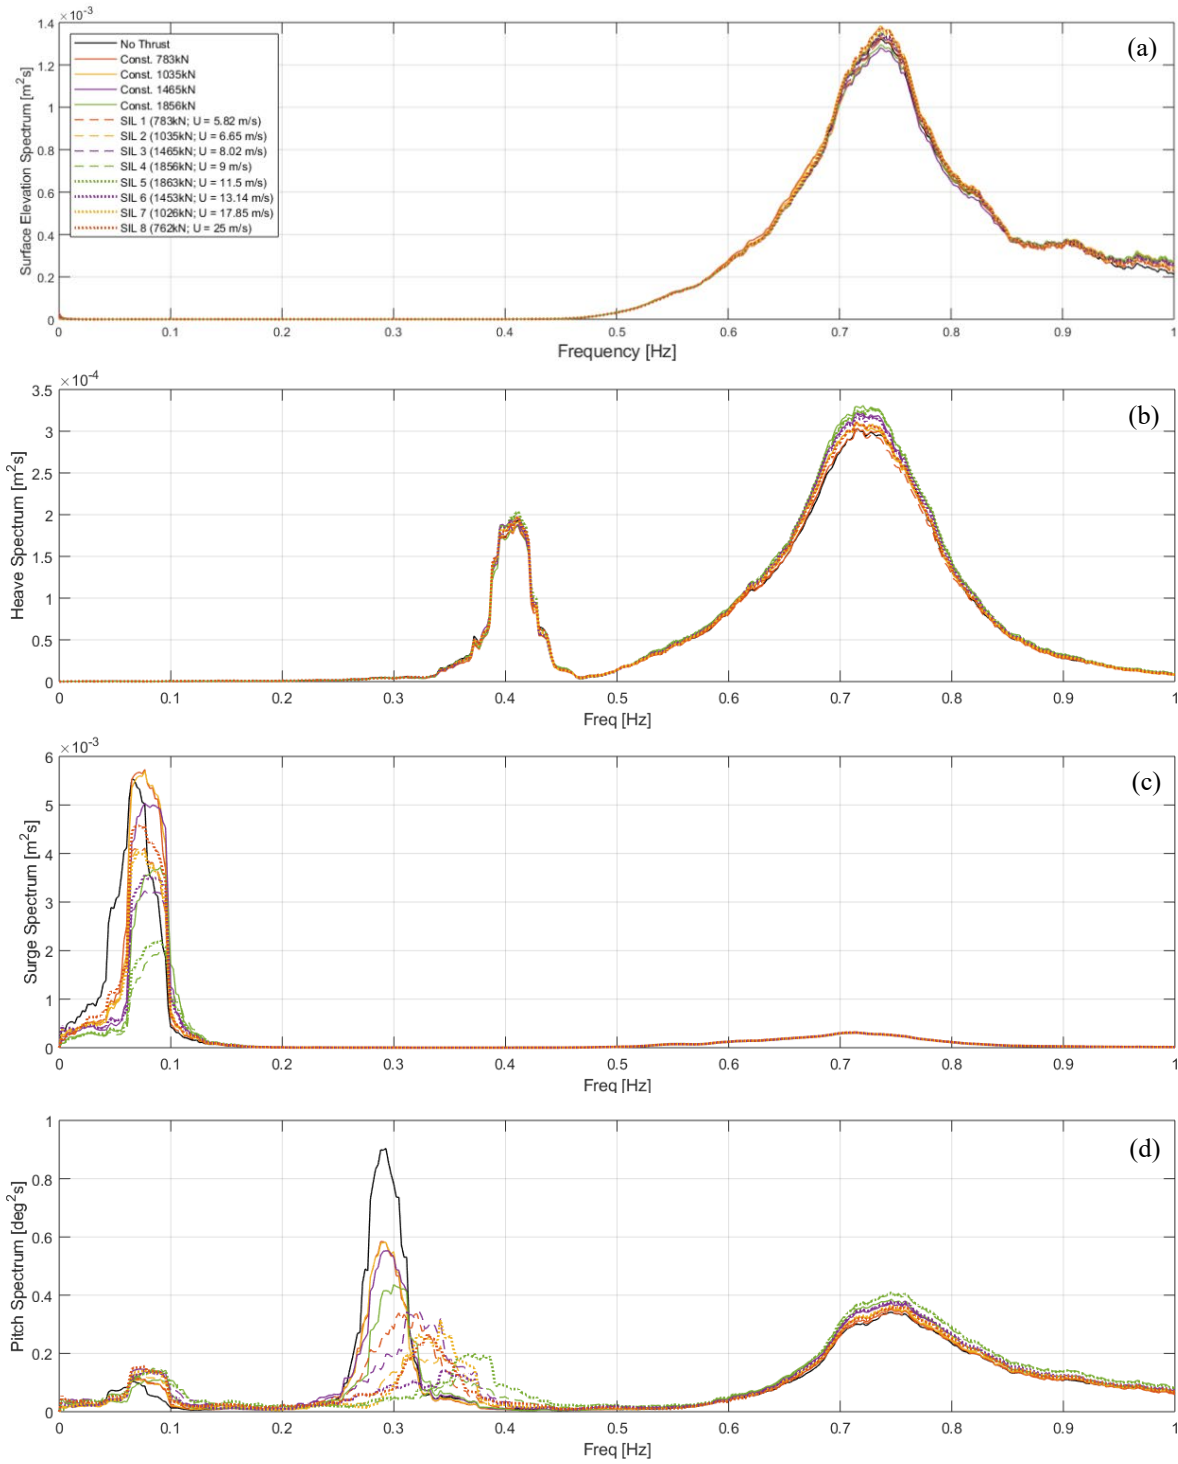 ×10⁻³
1.4
1.2
1
0.8
0.6
0.4
0.2
0
Surface Elevation Spectrum [m²s]
No Thrust
Const. 783kN
Const. 1035kN
Const. 1465kN
Const. 1856kN
SIL 1 (783kN; U = 5.82 m/s)
SIL 2 (1035kN; U = 6.65 m/s)
SIL 3 (1465kN; U = 8.02 m/s)
SIL 4 (1856kN; U = 9 m/s)
SIL 5 (1863kN; U = 11.5 m/s)
SIL 6 (1453kN; U = 13.14 m/s)
SIL 7 (1026kN; U = 17.85 m/s)
SIL 8 (762kN; U = 25 m/s)
(a)
0 0.1 0.2 0.3 0.4 0.5 0.6 0.7 0.8 0.9 1
Frequency [Hz]
×10⁻⁴
3.5
3
2.5
2
1.5
1
0.5
0
Heave Spectrum [m²s]
(b)
0 0.1 0.2 0.3 0.4 0.5 0.6 0.7 0.8 0.9 1
Freq [Hz]
×10⁻³
6
5
4
3
2
1
0
Surge Spectrum [m²s]
(c)
0 0.1 0.2 0.3 0.4 0.5 0.6 0.7 0.8 0.9 1
Freq [Hz]
1
0.8
0.6
0.4
0.2
0
Pitch Spectrum [deg²s]
(d)
0 0.1 0.2 0.3 0.4 0.5 0.6 0.7 0.8 0.9 1
Freq [Hz]